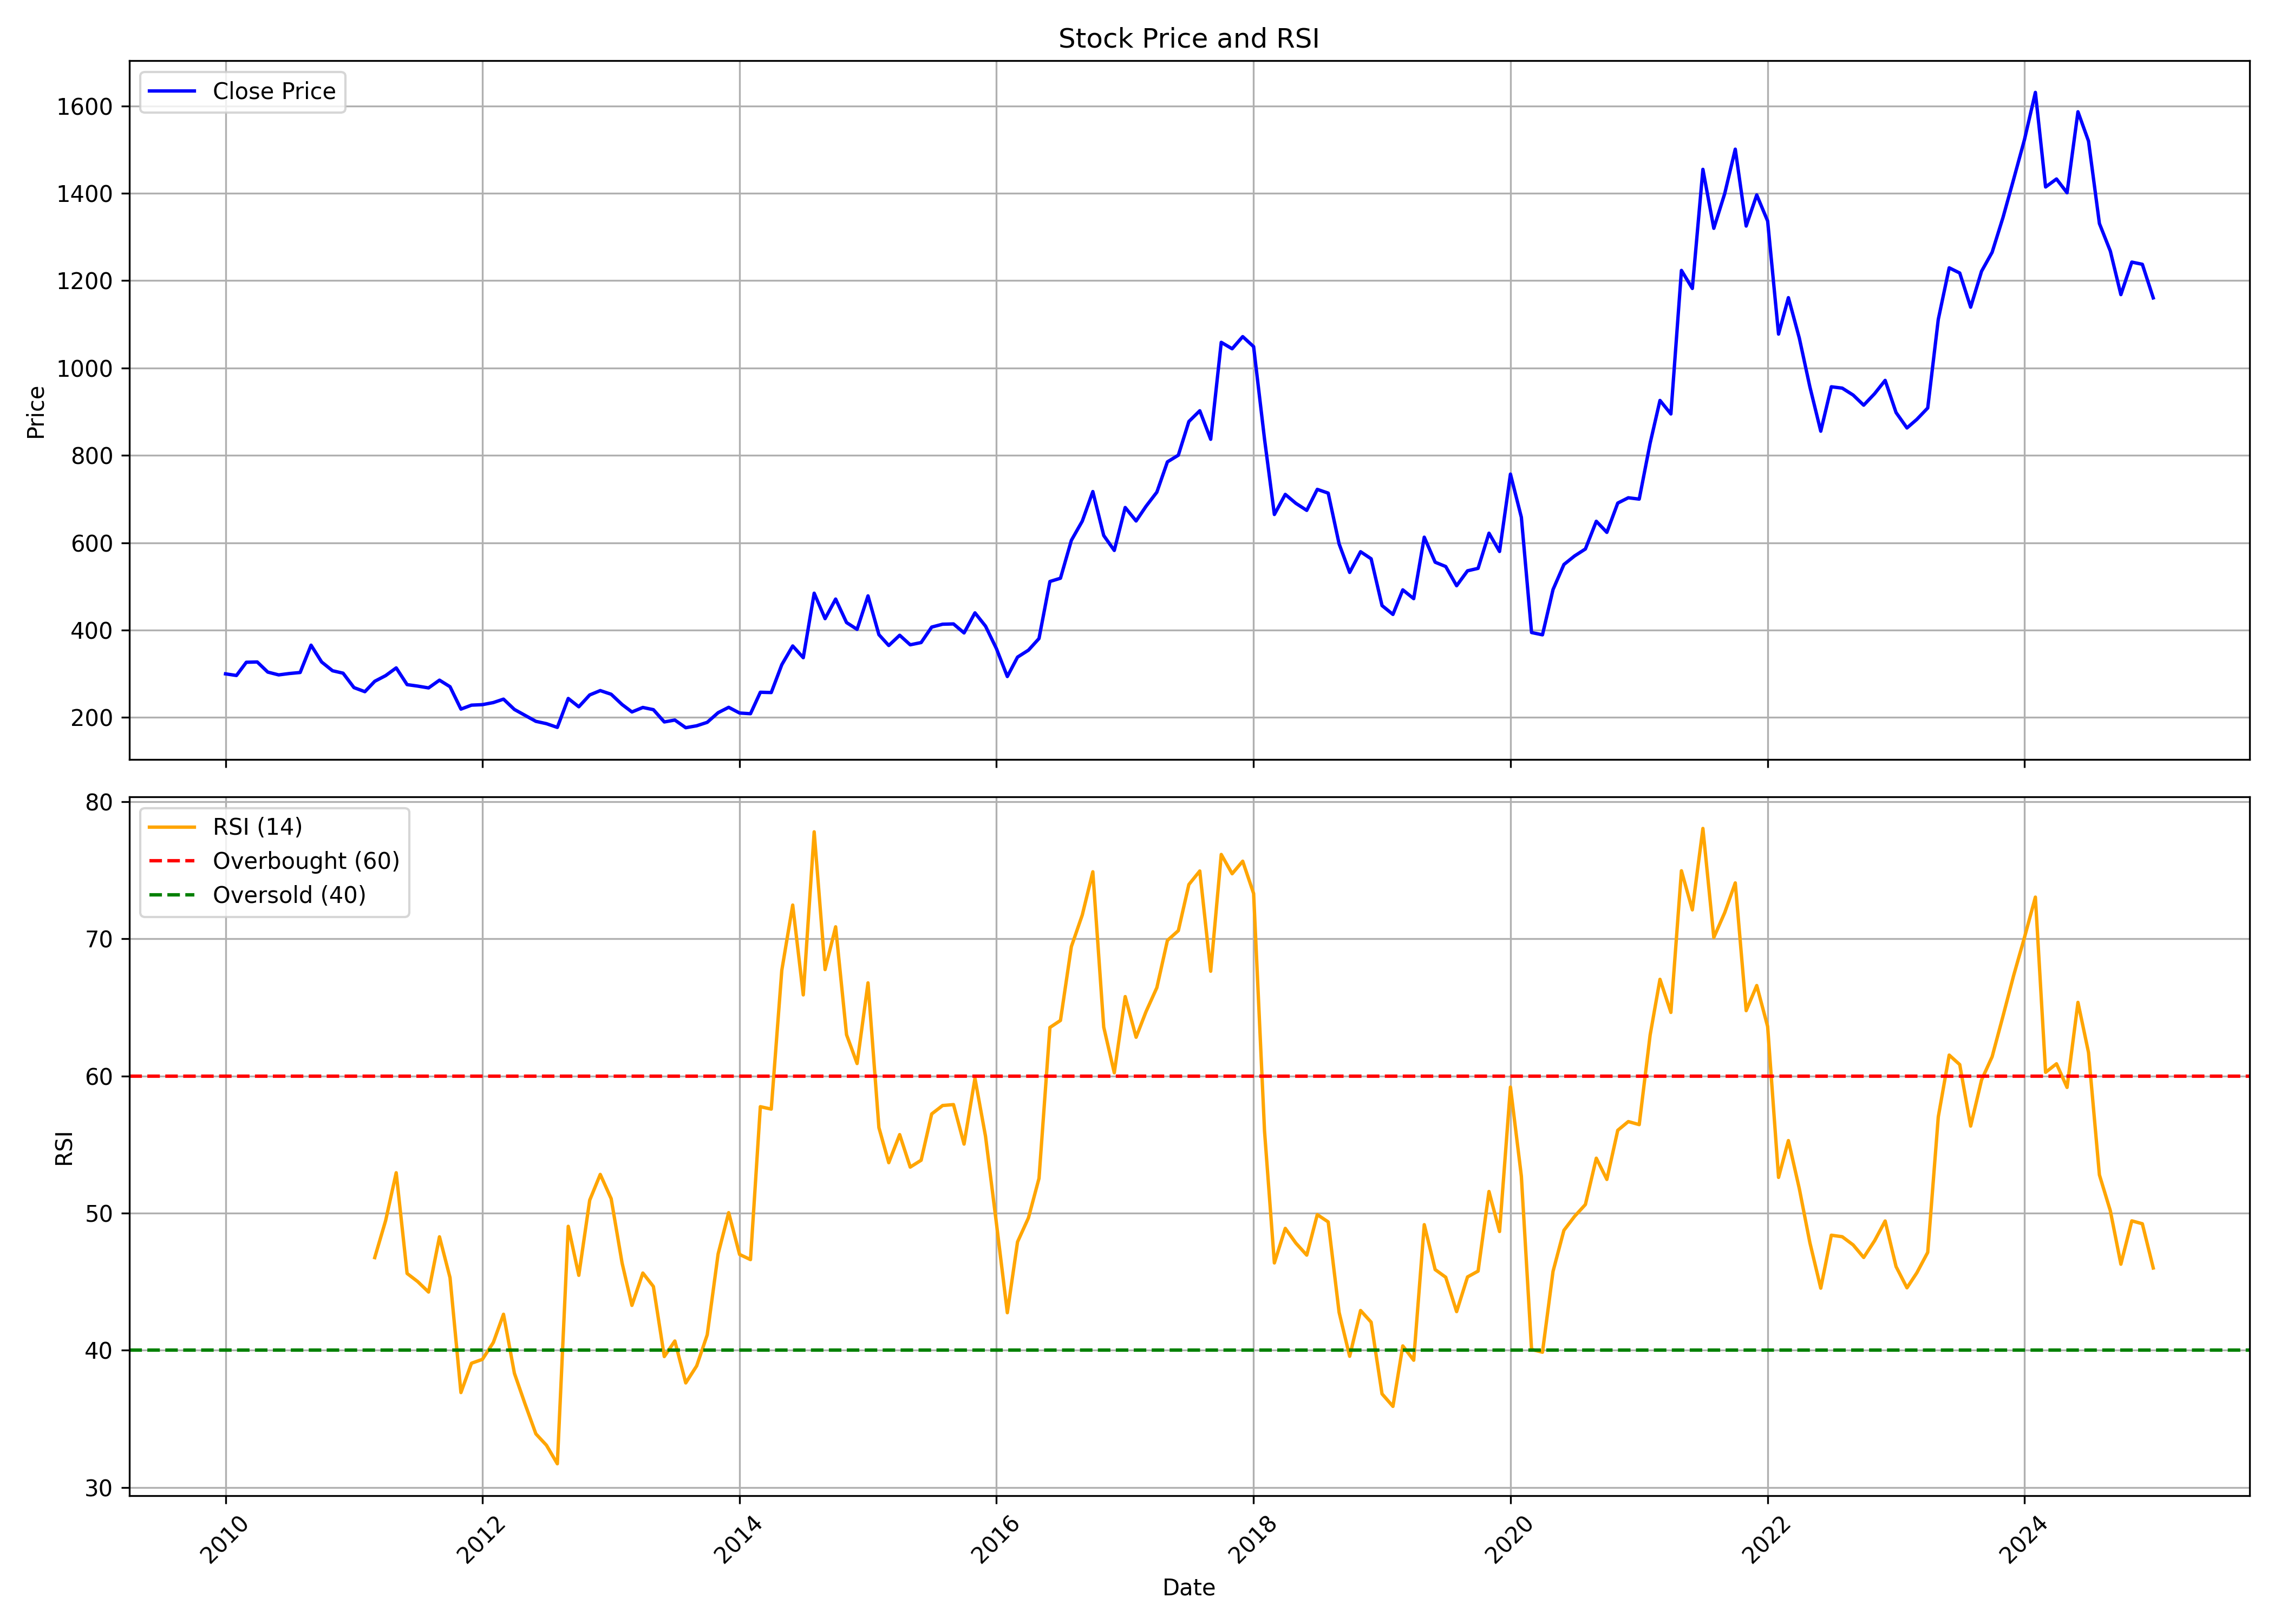 Stock Price and RSI
Close Price
1600
1400
1200
1000
800
600
400
200
Price
80
70
60
50
40
30
RSI
RSI (14)
Overbought (60)
Oversold (40)
2010
2012
2014
2016
2018
2020
2022
2024
Date